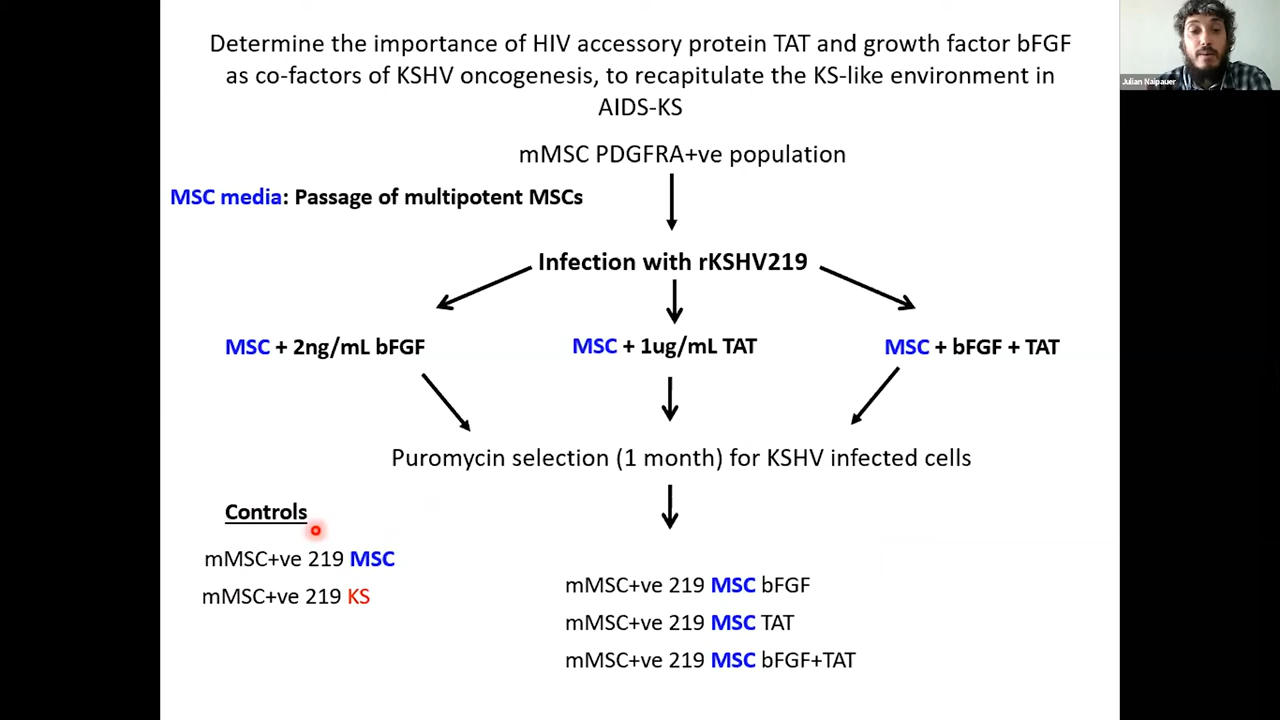 Determine the importance of HIV accessory protein TAT and growth factor bFGF
as co-factors of KSHV oncogenesis, to recapitulate the KS-like environment in
AIDS-KS
Julian Naipauer
mMSC PDGFRA+ve population
MSC media: Passage of multipotent MSCs
Infection with rKSHV219
MSC + 2ng/mL bFGF
MSC + 1ug/mL TAT
MSC + bFGF + TAT
Puromycin selection (1 month) for KSHV infected cells
Controls
mMSC+ve 219 MSC
mMSC+ve 219 KS
mMSC+ve 219 MSC bFGF
mMSC+ve 219 MSC TAT
mMSC+ve 219 MSC bFGF+TAT